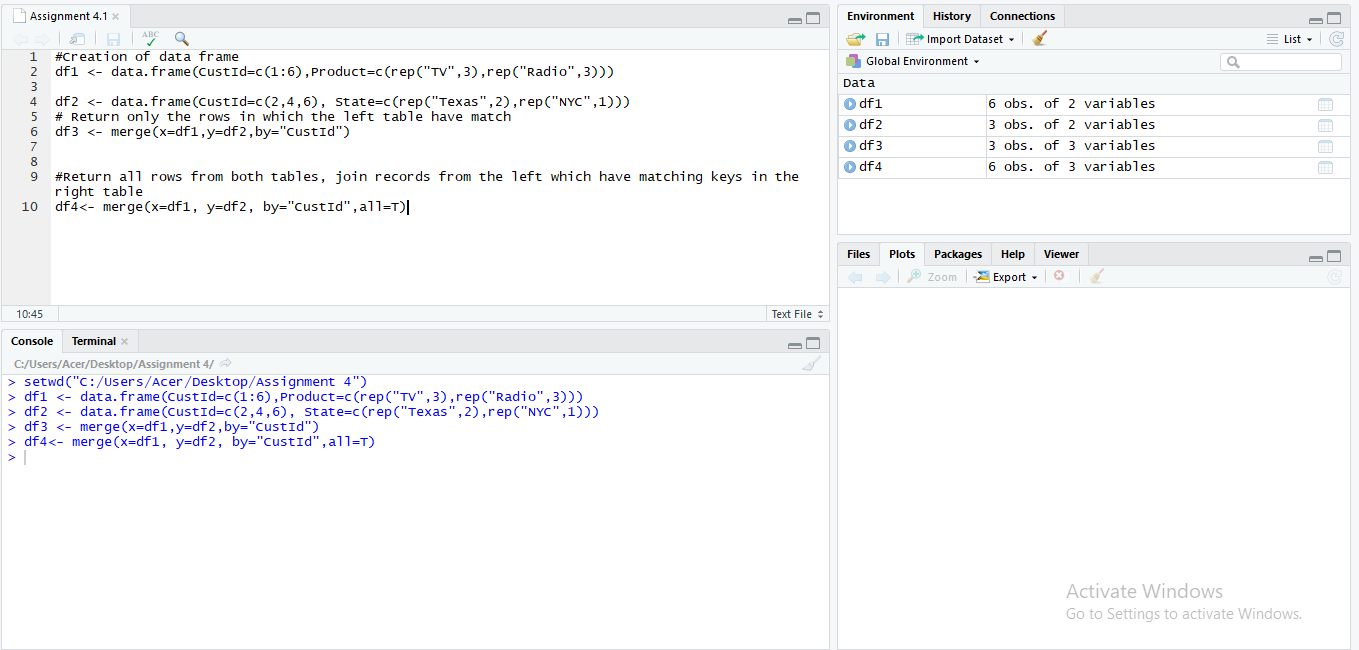 Assignment 4.1
ABC
1 #Creation of data frame
2 df1 <- data.frame(CustId=c(1:6),Product=c(rep("TV",3),rep("Radio",3)))
3
4 df2 <- data.frame(CustId=c(2,4,6), State=c(rep("Texas",2),rep("NYC",1)))
5 # Return only the rows in which the left table have match
6 df3 <- merge(x=df1,y=df2,by="CustId")
7
8
9 #Return all rows from both tables, join records from the left which have matching keys in the
right table
10 df4<- merge(x=df1, y=df2, by="CustId",all=T)
10:45 Text File
Console Terminal
C:/Users/Acer/Desktop/Assignment 4/
> setwd("C:/Users/Acer/Desktop/Assignment 4")
> df1 <- data.frame(CustId=c(1:6),Product=c(rep("TV",3),rep("Radio",3)))
> df2 <- data.frame(CustId=c(2,4,6), State=c(rep("Texas",2),rep("NYC",1)))
> df3 <- merge(x=df1,y=df2,by="CustId")
> df4<- merge(x=df1, y=df2, by="CustId",all=T)
>
Environment History Connections
Import Dataset List
Global Environment
Data
df1 6 obs. of 2 variables
df2 3 obs. of 2 variables
df3 3 obs. of 3 variables
df4 6 obs. of 3 variables
Files Plots Packages Help Viewer
Zoom Export
Activate Windows
Go to Settings to activate Windows.